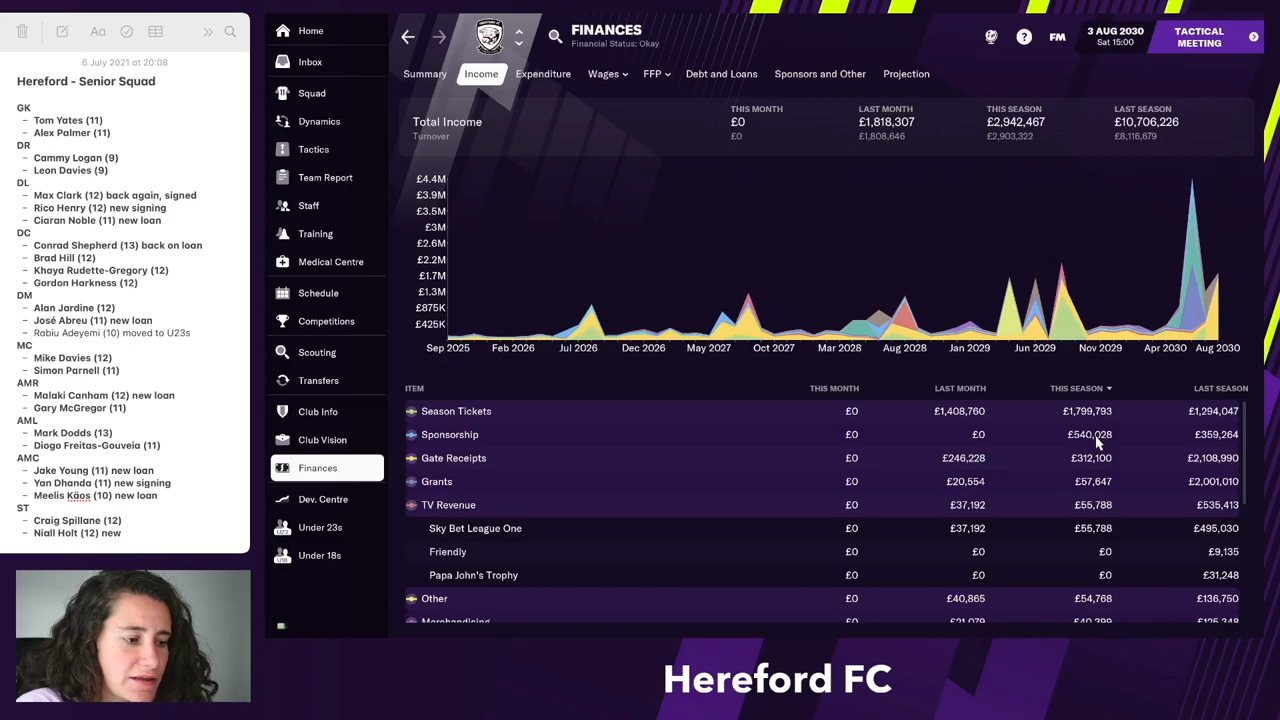 6 July 2021 at 20:08
Hereford - Senior Squad
GK
- Tom Yates (11)
- Alex Palmer (11)
DR
- Cammy Logan (9)
- Leon Davies (9)
DL
- Max Clark (12) back again, signed
- Rico Henry (12) new signing
- Ciaran Noble (11) new loan
DC
- Conrad Shepherd (13) back on loan
- Brad Hill (12)
- Khaya Rudette-Gregory (12)
- Gordon Harkness (12)
DM
- Alan Jardine (12)
- José Abreu (11) new loan
- Rabiu Adeyemi (10) moved to U23s
MC
- Mike Davies (12)
- Simon Parnell (11)
AMR
- Malaki Canham (12) new loan
- Gary McGregor (11)
AML
- Mark Dodds (13)
- Diogo Freitas-Gouveia (11)
AMC
- Jake Young (11) new loan
- Yan Dhanda (11) new signing
- Meelis Käos (10) new loan
ST
- Craig Spillane (12)
- Niall Holt (12) new
Home
Inbox
Squad
Dynamics
Tactics
Team Report
Staff
Training
Medical Centre
Schedule
Competitions
Scouting
Transfers
Club Info
Club Vision
Finances
Dev. Centre
Under 23s
Under 18s
FINANCES
Financial Status: Okay
FM
3 AUG 2030
Sat 15:00
TACTICAL
MEETING
Summary Income Expenditure Wages FFP Debt and Loans Sponsors and Other Projection
THIS MONTH LAST MONTH THIS SEASON LAST SEASON
Total Income £0 £1,818,307 £2,942,467 £10,706,226
Turnover £0 £1,808,646 £2,903,322 £8,116,679
£4.4M
£3.9M
£3.5M
£3M
£2.6M
£2.2M
£1.7M
£1.3M
£875K
£425K
Sep 2025 Feb 2026 Jul 2026 Dec 2026 May 2027 Oct 2027 Mar 2028 Aug 2028 Jan 2029 Jun 2029 Nov 2029 Apr 2030 Aug 2030
ITEM THIS MONTH LAST MONTH THIS SEASON LAST SEASON
Season Tickets £0 £1,408,760 £1,799,793 £1,294,047
Sponsorship £0 £0 £540,028 £359,264
Gate Receipts £0 £246,228 £312,100 £2,108,990
Grants £0 £20,554 £57,647 £2,001,010
TV Revenue £0 £37,192 £55,788 £535,413
Sky Bet League One £0 £37,192 £55,788 £495,030
Friendly £0 £0 £0 £9,135
Papa John's Trophy £0 £0 £0 £31,248
Other £0 £40,865 £54,768 £136,750
Merchandising £0 £21,079 £40,399 £125,348
Hereford FC